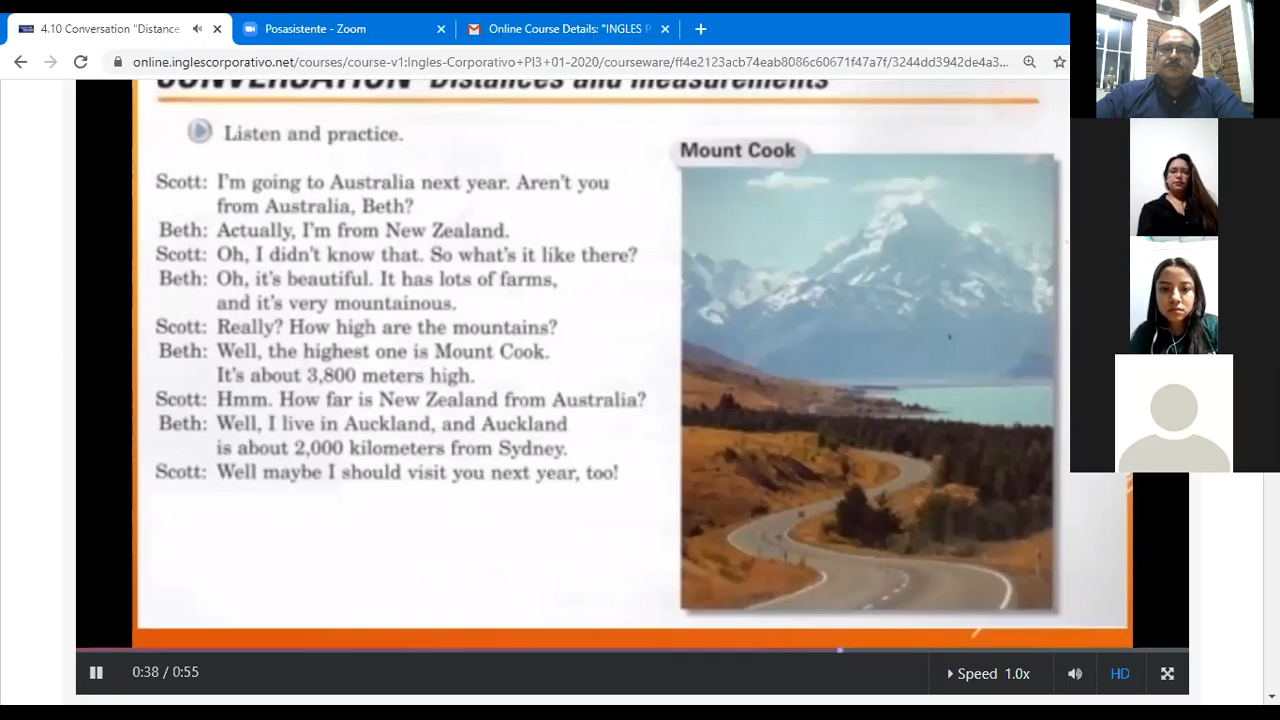 4.10 Conversation "Distance
Posasistente - Zoom
Online Course Details: "INGLES P
online.inglescorporativo.net/courses/course-v1:Ingles-Corporativo+PI3+01-2020/courseware/ff4e2123acb74eab8086c60671f47a7f/3244dd3942de4a3...
CONVERSATION Distances and measurements
Listen and practice.
Mount Cook
Scott: I'm going to Australia next year. Aren't you
from Australia, Beth?
Beth: Actually, I'm from New Zealand.
Scott: Oh, I didn't know that. So what's it like there?
Beth: Oh, it's beautiful. It has lots of farms,
and it's very mountainous.
Scott: Really? How high are the mountains?
Beth: Well, the highest one is Mount Cook.
It's about 3,800 meters high.
Scott: Hmm. How far is New Zealand from Australia?
Beth: Well, I live in Auckland, and Auckland
is about 2,000 kilometers from Sydney.
Scott: Well maybe I should visit you next year, too!
0:38 / 0:55
Speed 1.0x
HD